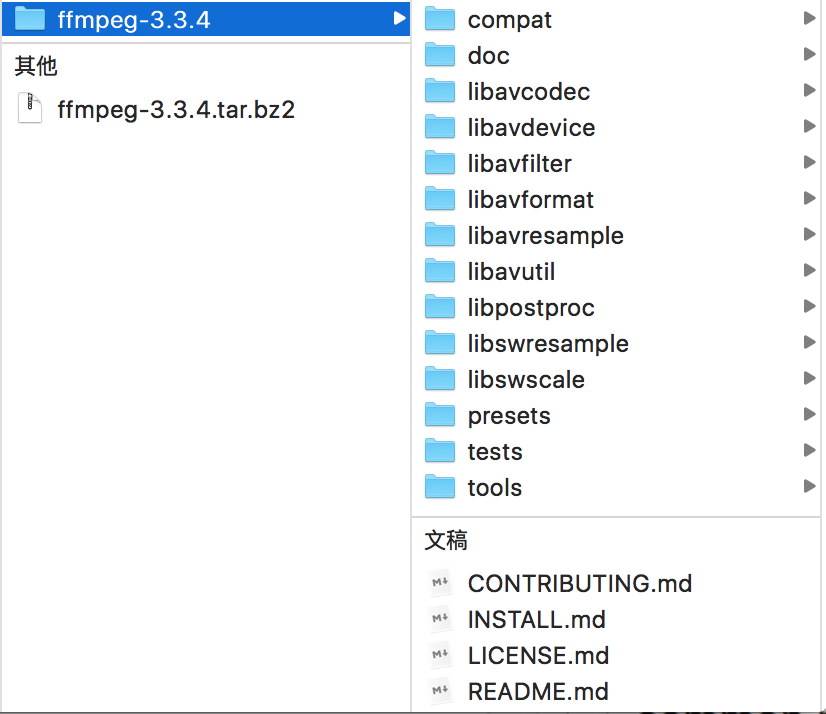 ffmpeg-3.3.4
其他
ffmpeg-3.3.4.tar.bz2
compat
doc
libavcodec
libavdevice
libavfilter
libavformat
libavresample
libavutil
libpostproc
libswresample
libswscale
presets
tests
tools
文稿
M↓ CONTRIBUTING.md
M↓ INSTALL.md
M↓ LICENSE.md
M↓ README.md